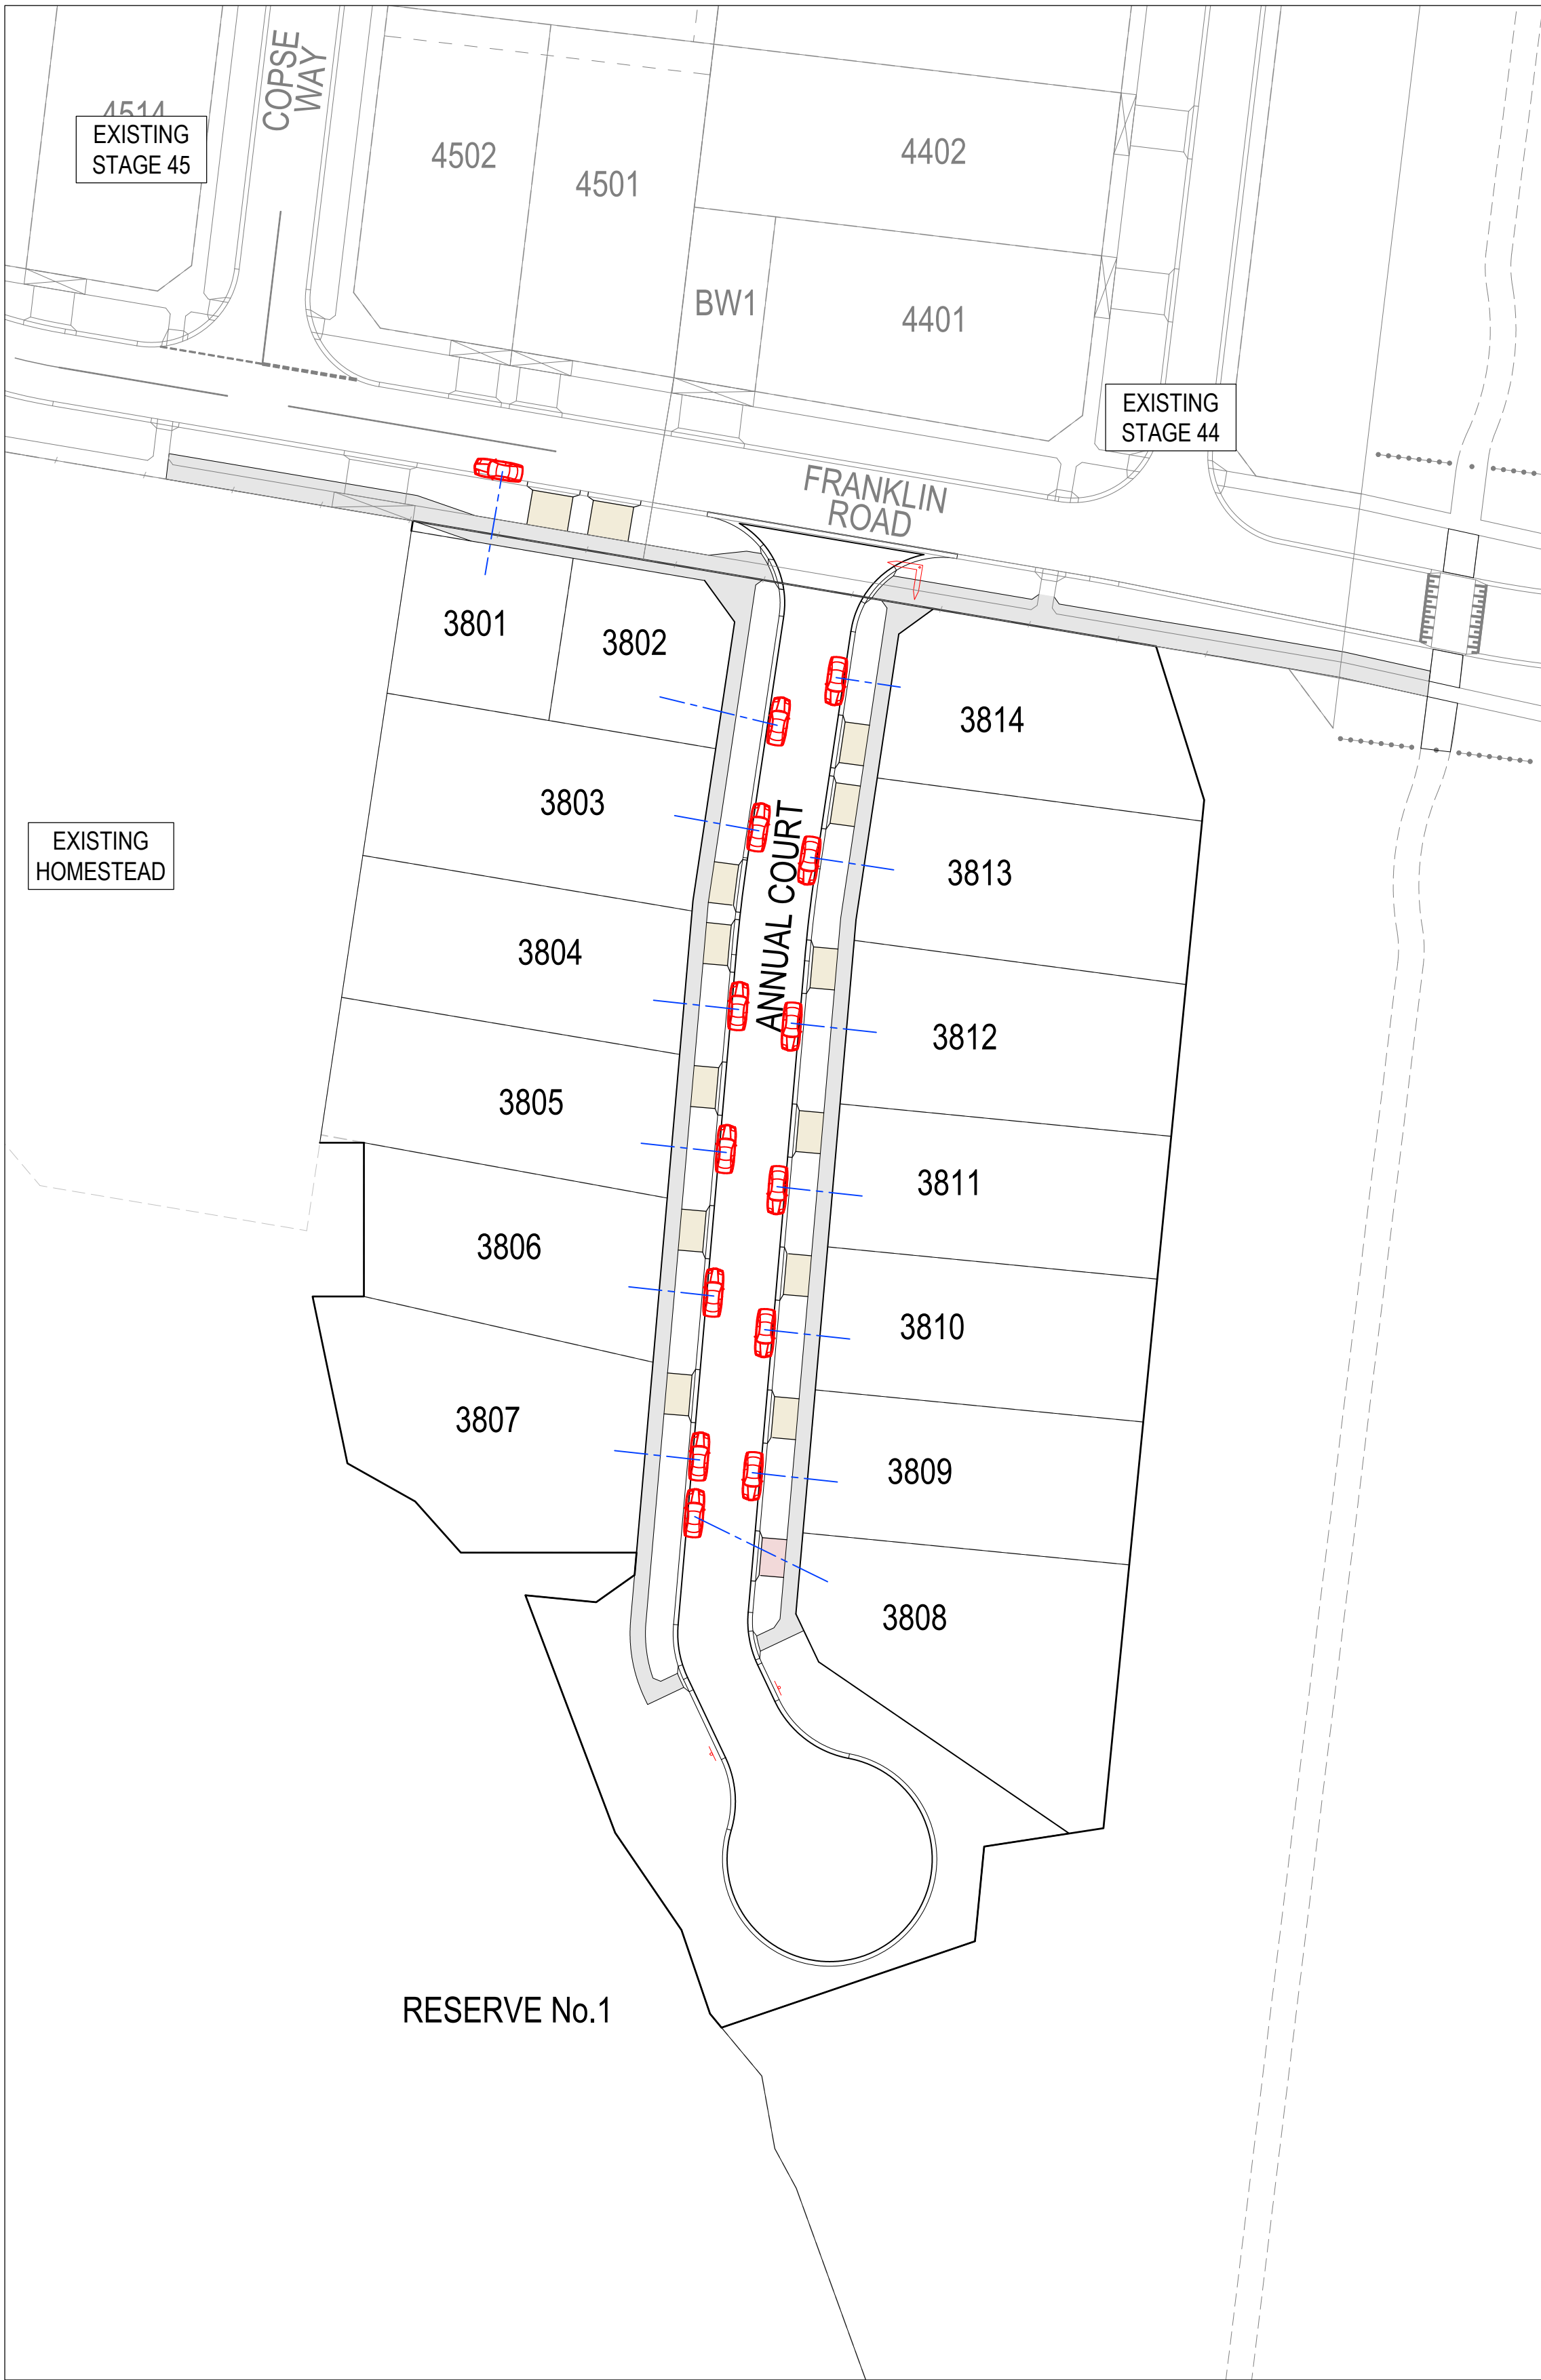 COPSE
WAY
4514
EXISTING
STAGE 45
4502
4501
4402
BW1
4401
EXISTING
STAGE 44
FRANKLIN
ROAD
3801
3802
3814
3803
EXISTING
HOMESTEAD
ANNUAL COURT
3813
3804
3812
3805
3811
3806
3810
3807
3809
3808
RESERVE No.1